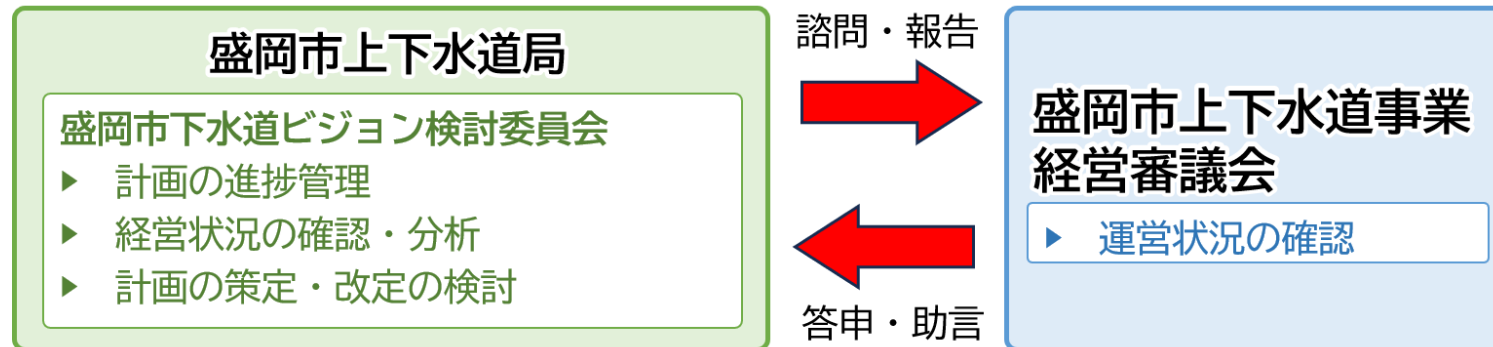 盛岡市上下水道局
盛岡市下水道ビジョン検討委員会
▶ 計画の進捗管理
▶ 経営状況の確認・分析
▶ 計画の策定・改定の検討
諮問・報告
答申・助言
盛岡市上下水道事業
経営審議会
▶ 運営状況の確認